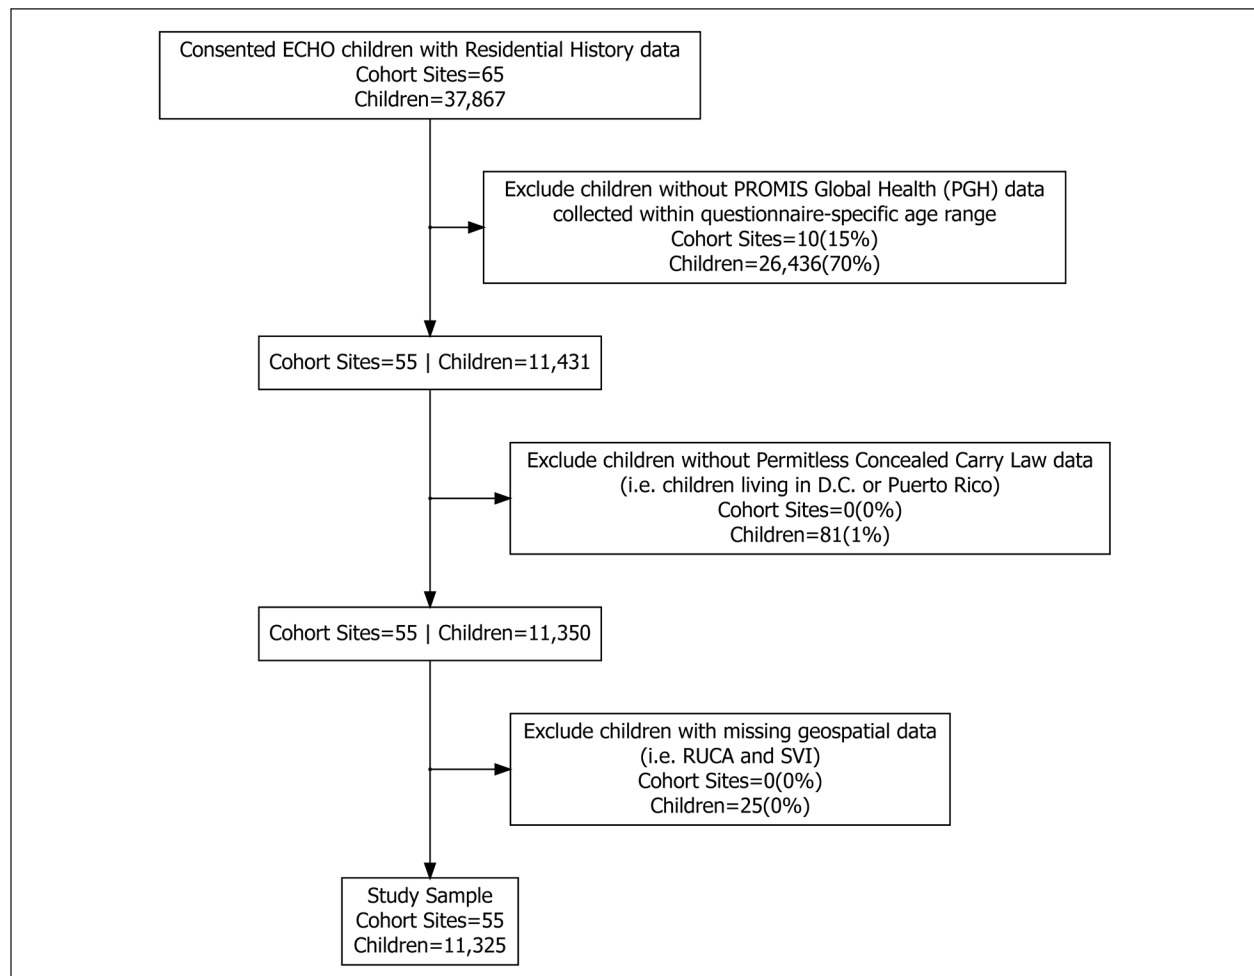 Consented ECHO children with Residential History data
Cohort Sites=65
Children=37,867
Exclude children without PROMIS Global Health (PGH) data
collected within questionnaire-specific age range
Cohort Sites=10(15%)
Children=26,436(70%)
Cohort Sites=55 | Children=11,431
Exclude children without Permitless Concealed Carry Law data
(i.e. children living in D.C. or Puerto Rico)
Cohort Sites=0(0%)
Children=81(1%)
Cohort Sites=55 | Children=11,350
Exclude children with missing geospatial data
(i.e. RUCA and SVI)
Cohort Sites=0(0%)
Children=25(0%)
Study Sample
Cohort Sites=55
Children=11,325